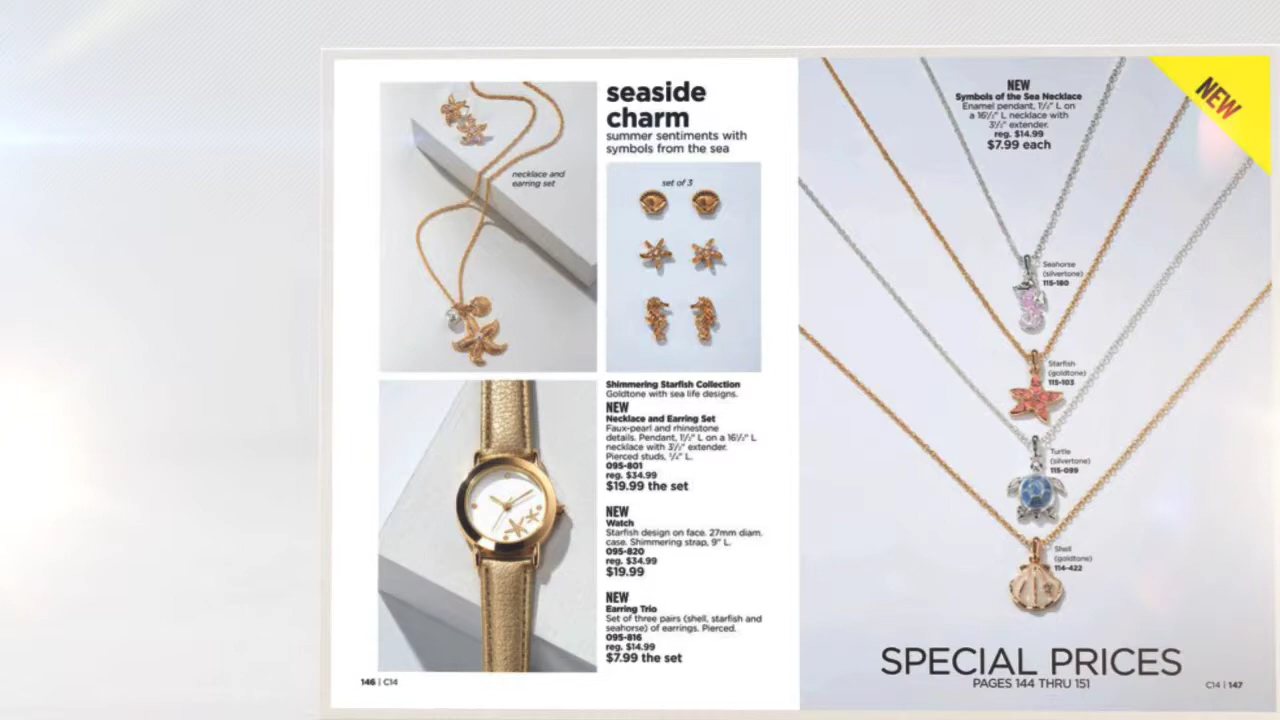 seaside
charm
summer sentiments with
symbols from the sea
necklace and
earring set
set of 3
Shimmering Starfish Collection
Goldtone with sea life designs.
NEW
Necklace and Earring Set
Faux-pearl and rhinestone
details. Pendant, 1½" L on a 16½" L
necklace with 3½" extender.
Pierced studs, ¾" L.
095-801
reg. $34.99
$19.99 the set
NEW
Watch
Starfish design on face. 27mm diam.
case. Shimmering strap, 9" L.
095-820
reg. $34.99
$19.99
NEW
Earring Trio
Set of three pairs (shell, starfish and
seahorse) of earrings. Pierced.
095-816
reg. $14.99
$7.99 the set
146 | C14
NEW
Symbols of the Sea Necklace
Enamel pendant, 1½" L on
a 16½" L necklace with
3½" extender.
reg. $14.99
$7.99 each
NEW
Seahorse
(silvertone)
115-180
Starfish
(goldtone)
115-103
Turtle
(silvertone)
115-099
Shell
(goldtone)
114-422
SPECIAL PRICES
PAGES 144 THRU 151
C14 | 147